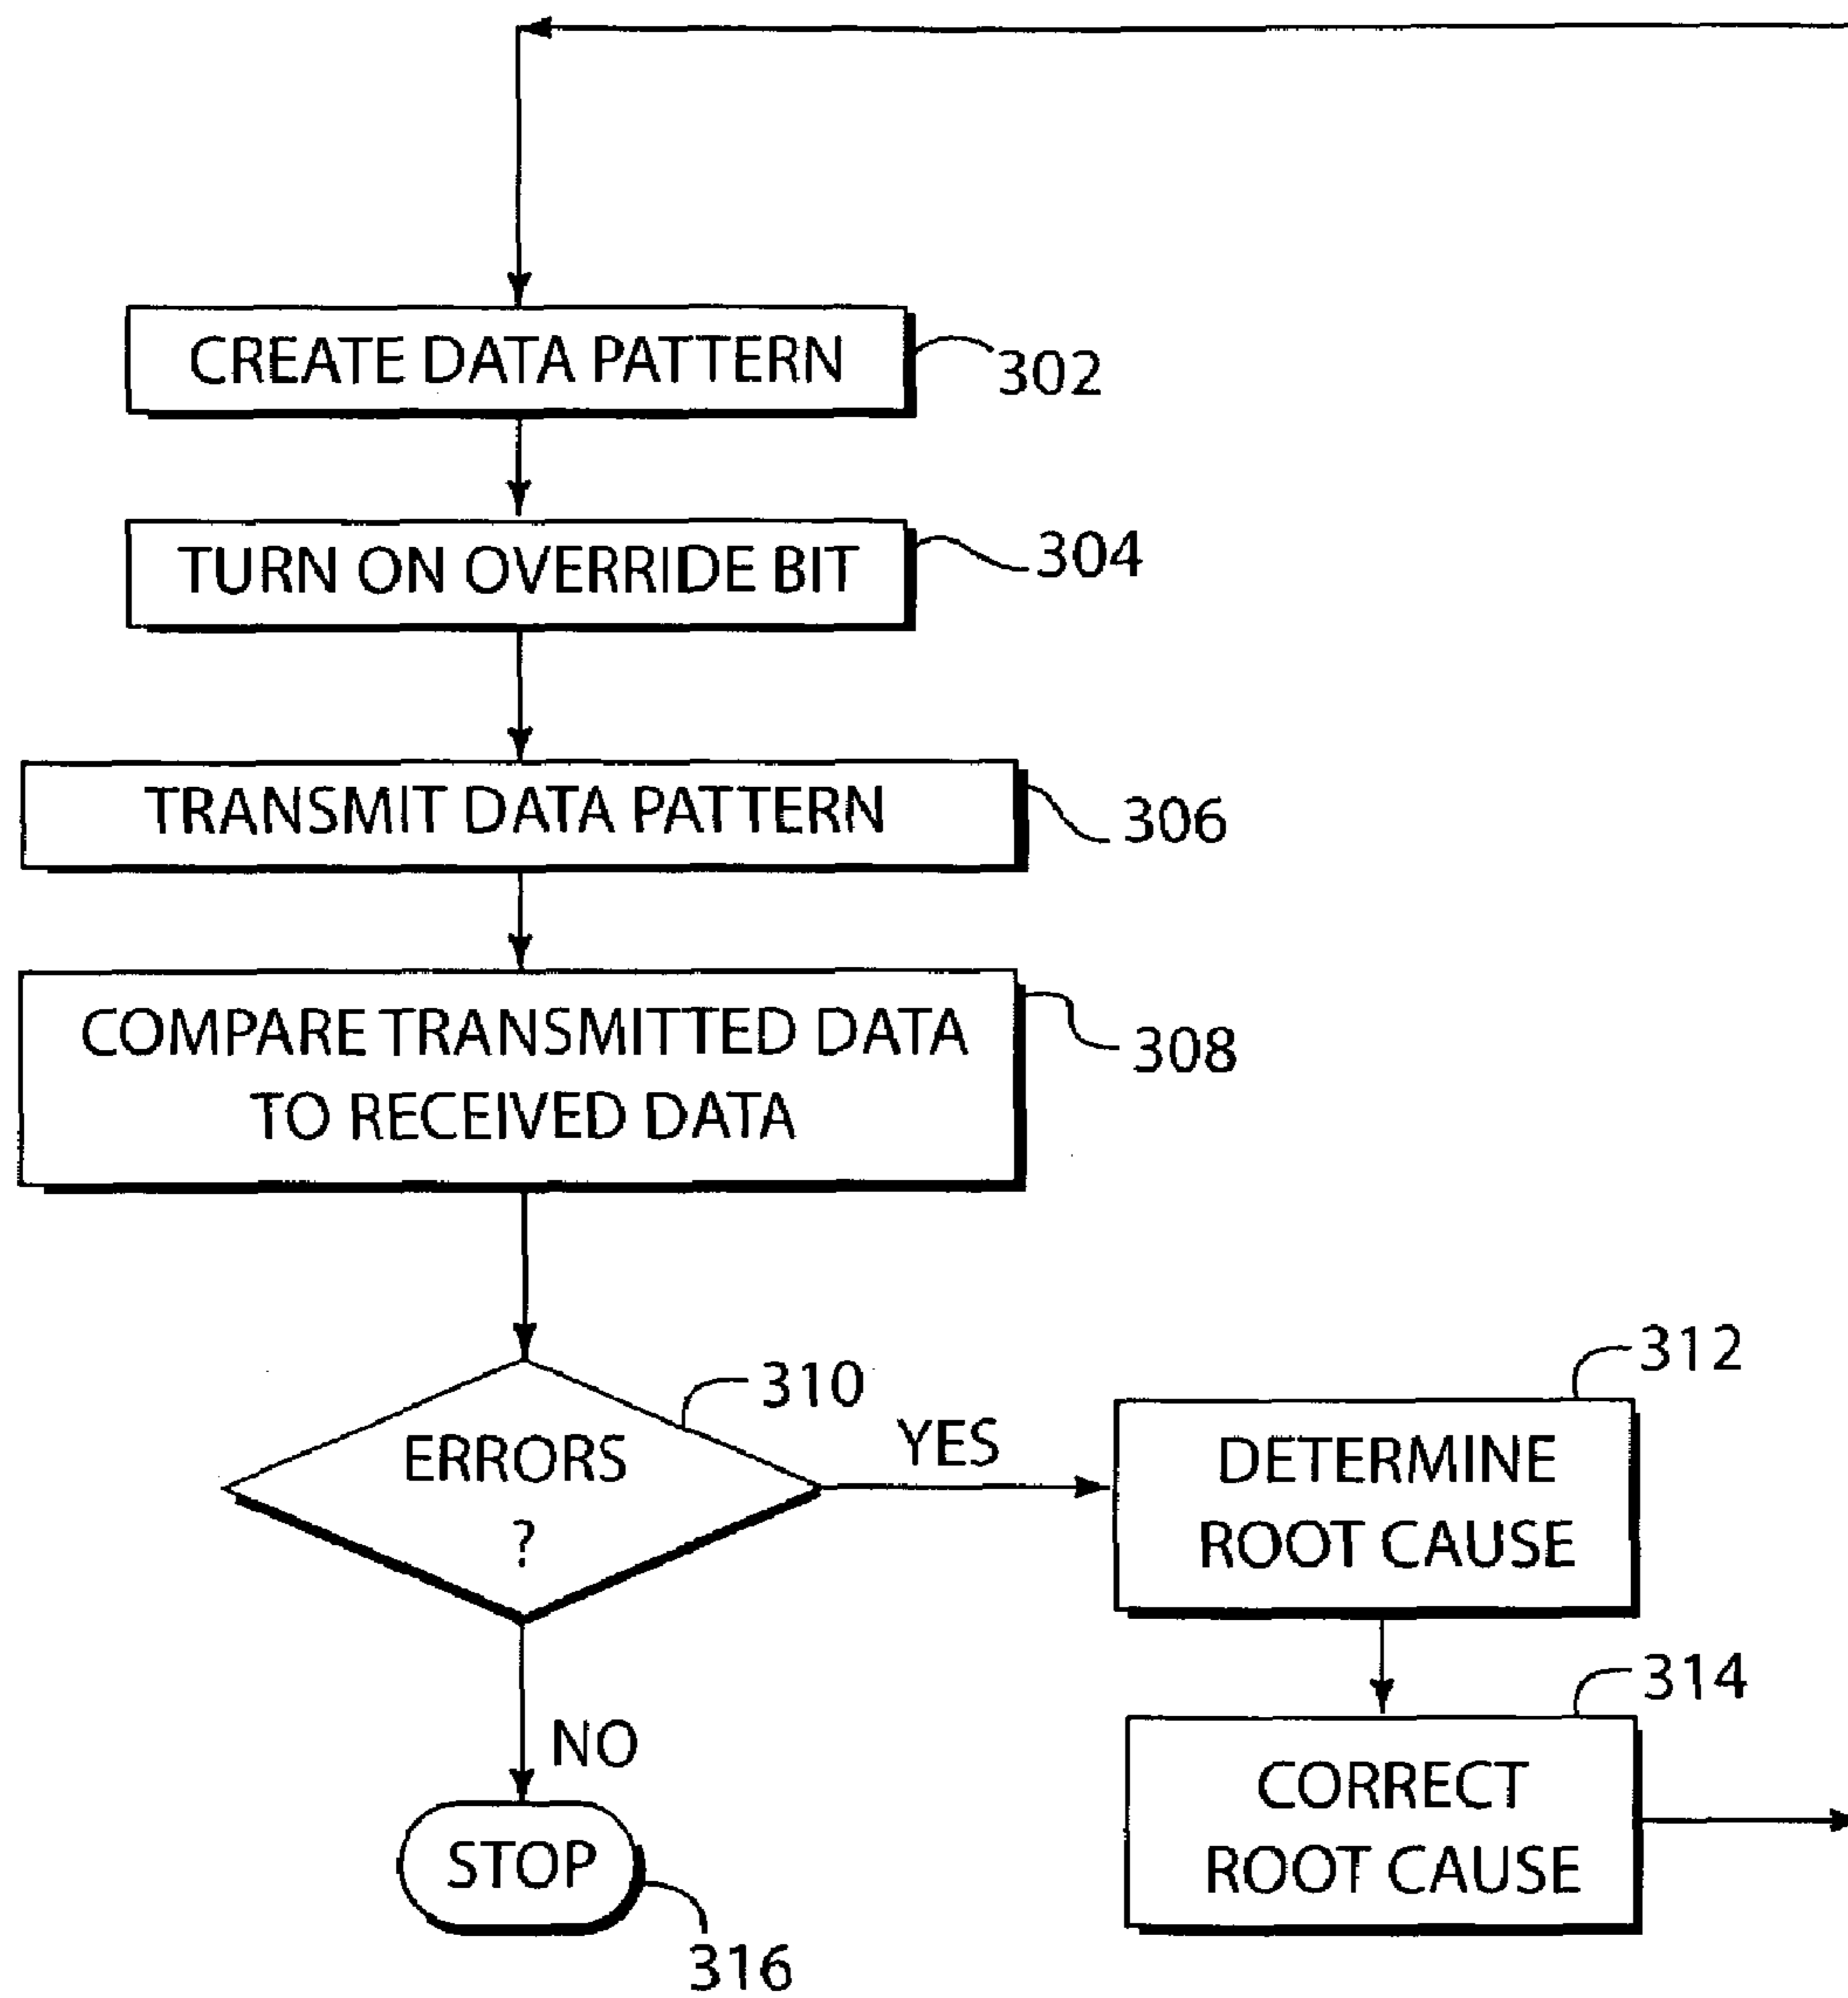 CREATE DATA PATTERN
302
TURN ON OVERRIDE BIT
304
TRANSMIT DATA PATTERN
306
COMPARE TRANSMITTED DATA
TO RECEIVED DATA
308
310
ERRORS
?
YES
312
DETERMINE
ROOT CAUSE
314
CORRECT
ROOT CAUSE
NO
STOP
316